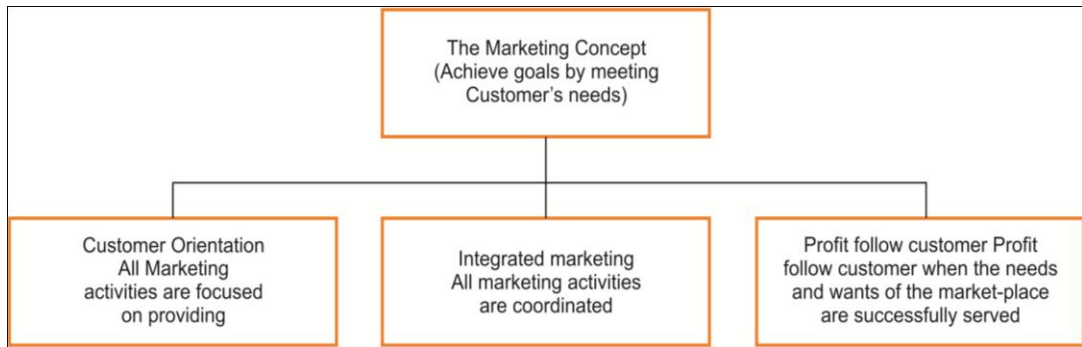 The Marketing Concept
(Achieve goals by meeting
Customer’s needs)
Customer Orientation
All Marketing
activities are focused
on providing
Integrated marketing
All marketing activities
are coordinated
Profit follow customer Profit
follow customer when the needs
and wants of the market-place
are successfully served